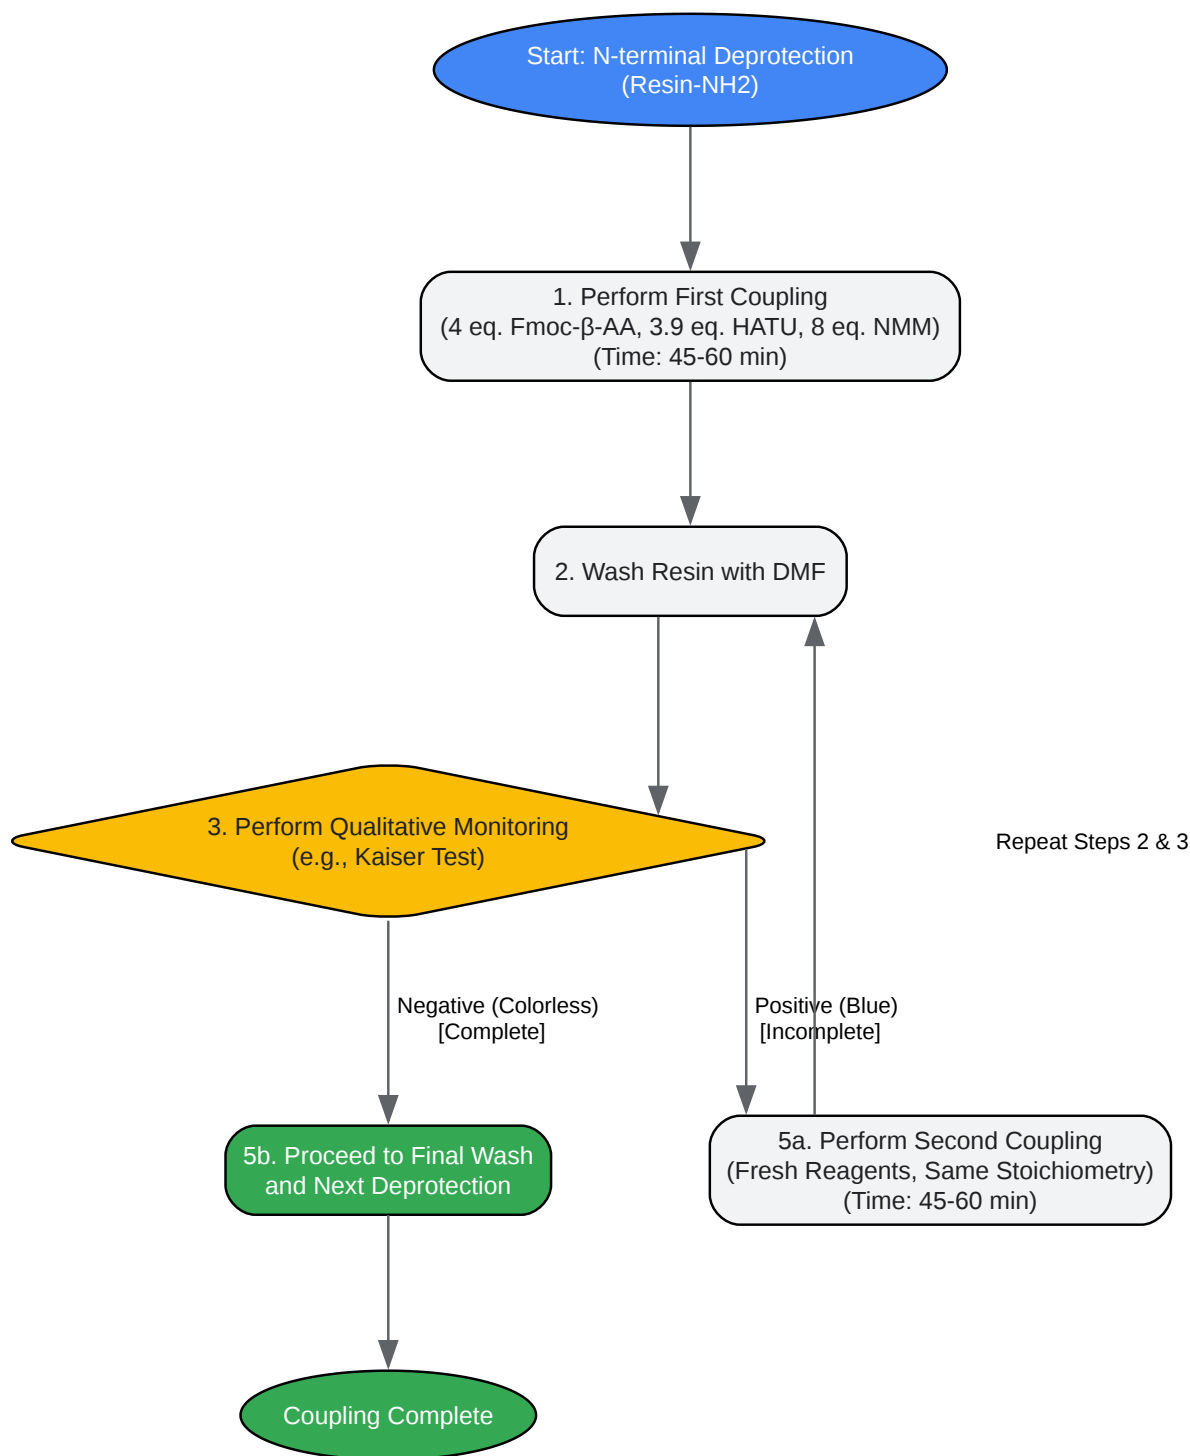 Start: N-terminal Deprotection
(Resin-NH2)
1. Perform First Coupling
(4 eq. Fmoc-β-AA, 3.9 eq. HATU, 8 eq. NMM)
(Time: 45-60 min)
2. Wash Resin with DMF
3. Perform Qualitative Monitoring
(e.g., Kaiser Test)
Repeat Steps 2 & 3
Negative (Colorless)
[Complete]
Positive (Blue)
[Incomplete]
5b. Proceed to Final Wash
and Next Deprotection
5a. Perform Second Coupling
(Fresh Reagents, Same Stoichiometry)
(Time: 45-60 min)
Coupling Complete